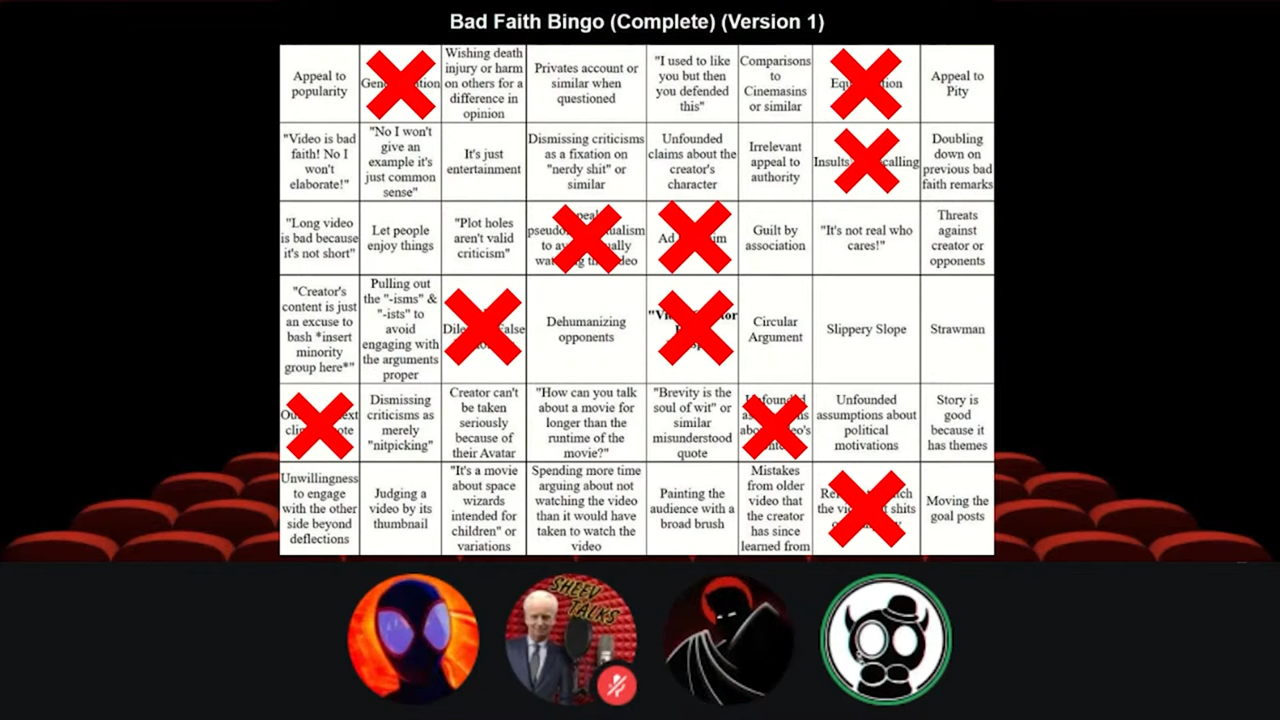 Bad Faith Bingo (Complete) (Version 1)
Appeal to
popularity
Wishing death
injury or harm
on others for a
difference in
opinion
Privates account or
similar when
questioned
"I used to like
you but then
you defended
this"
Comparisons
to
Cinemasins
or similar
Appeal to
Pity
"Video is bad
faith! No I
won't
elaborate!"
"No I won't
give an
example it's
just common
sense"
It's just
entertainment
Dismissing criticisms
as a fixation on
"nerdy shit" or
similar
Unfounded
claims about the
creator's
character
Irrelevant
appeal to
authority
Insults calling
Doubling
down on
previous bad
faith remarks
"Long video
is bad because
it's not short"
Let people
enjoy things
"Plot holes
aren't valid
criticism"
to
Ad
Guilt by
association
"It's not real who
cares!"
Threats
against
creator or
opponents
"Creator's
content is just
an excuse to
bash *insert
minority
group here*"
Pulling out
the "-isms" &
"-ists" to
avoid
engaging with
the arguments
proper
Dehumanizing
opponents
Circular
Argument
Slippery Slope
Strawman
Dismissing
criticisms as
merely
"nitpicking"
Creator can't
be taken
seriously
because of
their Avatar
"How can you talk
about a movie for
longer than the
runtime of the
movie?"
"Brevity is the
soul of wit" or
similar
misunderstood
quote
Unfounded
assumptions about
political
motivations
Story is
good
because it
has themes
Unwillingness
to engage
with the other
side beyond
deflections
Judging a
video by its
thumbnail
"It's a movie
about space
wizards
intended for
children" or
variations
Spending more time
arguing about not
watching the video
than it would have
taken to watch the
video
Painting the
audience with a
broad brush
Mistakes
from older
video that
the creator
has since
learned from
the shits
Moving the
goal posts
SHEEV
TALKS